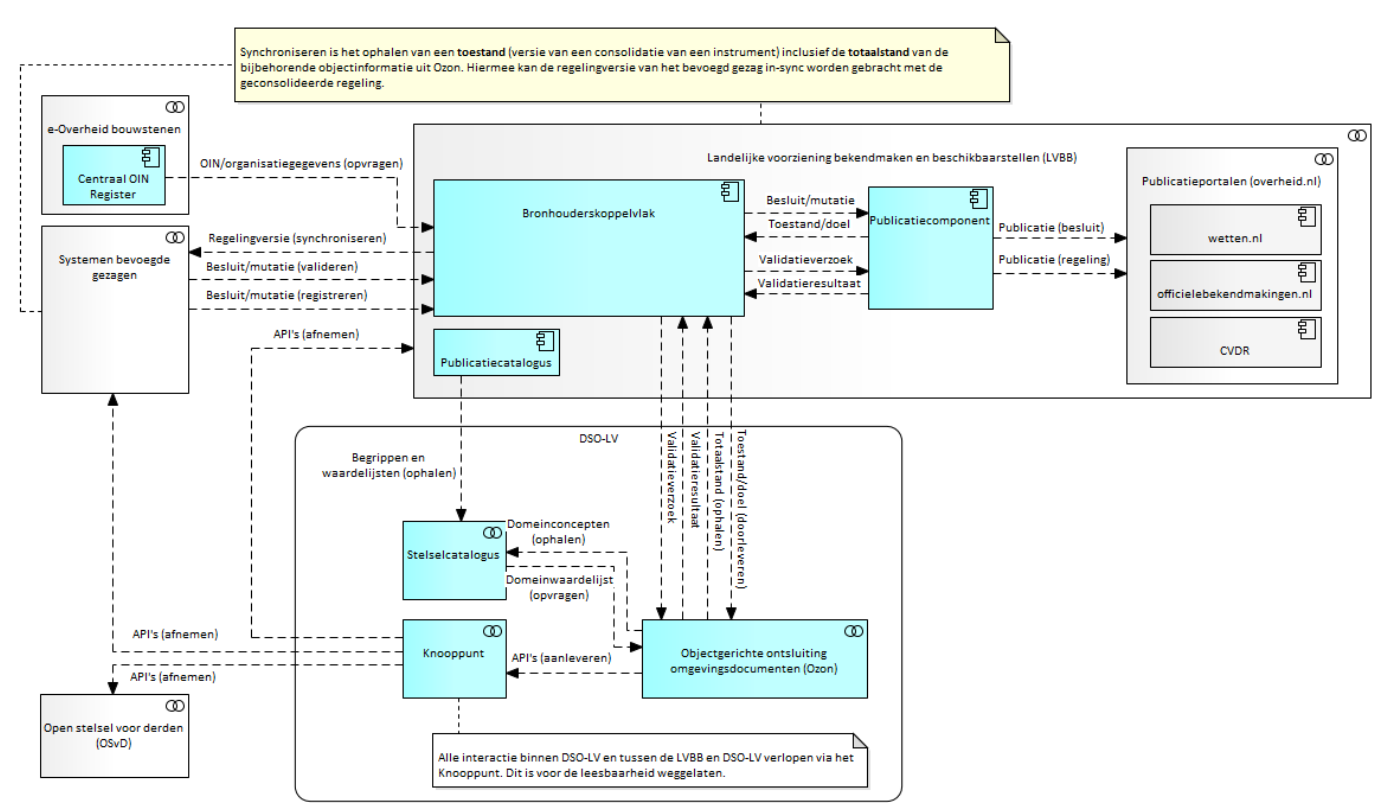 Synchroniseren is het ophalen van een toestand (versie van een consolidatie van een instrument) inclusief de totaalstand van de
bijbehorende objectinformatie uit Ozon. Hiermee kan de regelingversie van het bevoegd gezag in-sync worden gebracht met de
geconsolideerde regeling.
e-Overheid bouwstenen
Centraal OIN
Register
OIN/organisatiegegevens (opvragen)
Landelijke voorziening bekendmaken en beschikbaarstellen (LVBB)
Bronhouderskoppelvlak
Besluit/mutatie
Toestand/doel
Validatieverzoek
Validatieresultaat
Publicatiecomponent
Publicatie (besluit)
Publicatie (regeling)
Publicatieportalen (overheid.nl)
wetten.nl
officielebekendmakingen.nl
CVDR
Systemen bevoegde
gezagen
Regelingversie (synchroniseren)
Besluit/mutatie (valideren)
Besluit/mutatie (registreren)
API's (afnemen)
Publicatiecatalogus
DSO-LV
Begrippen en
waardelijsten (ophalen)
Validatieverzoek
Validatieresultaat
Totaalstand (ophalen)
Toestand/doel (doorleveren)
Stelselcatalogus
Domeinconcepten
(ophalen)
Domeinwaardelijst
(opvragen)
Knooppunt
API's (aanleveren)
Objectgerichte ontsluiting
omgevingsdocumenten (Ozon)
API's (afnemen)
API's (afnemen)
Open stelsel voor derden
(OSvD)
Alle interactie binnen DSO-LV en tussen de LVBB en DSO-LV verlopen via het
Knooppunt. Dit is voor de leesbaarheid weggelaten.